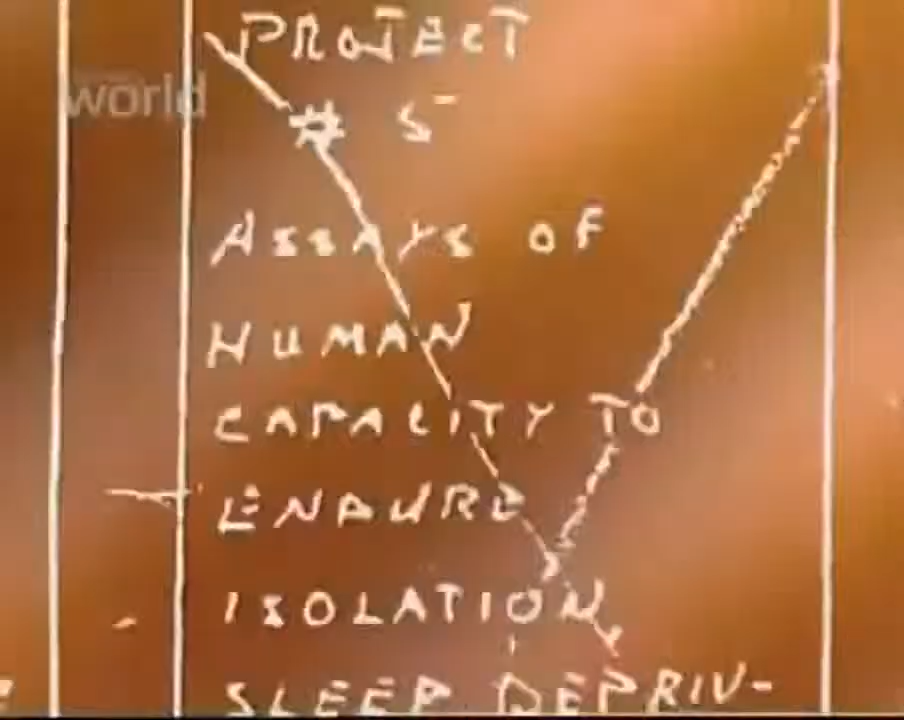 PROJECT
world
# 5
ASSAYS OF
HUMAN
CAPACITY TO
ENDURE
ISOLATION,
SLEEP DEPRIV-